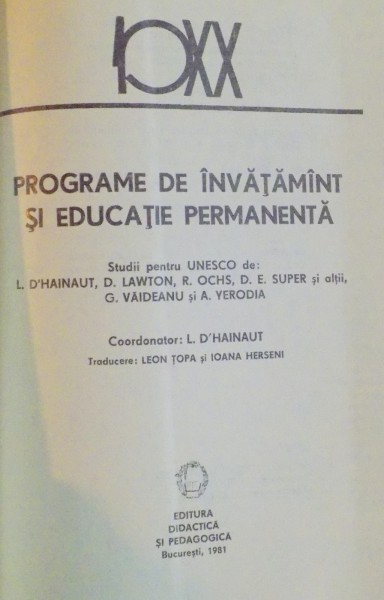 IOXX
PROGRAME DE ÎNVĂŢĂMÎNT
ŞI EDUCAŢIE PERMANENTĂ
Studii pentru UNESCO de:
L. D'HAINAUT, D. LAWTON, R. OCHS, D. E. SUPER şi alţii,
G. VĂIDEANU şi A. YERODIA
Coordonator: L. D'HAINAUT
Traducere: LEON ŢOPA şi IOANA HERSENI
EDITURA
DIDACTICĂ
ŞI PEDAGOGICĂ
Bucureşti, 1981